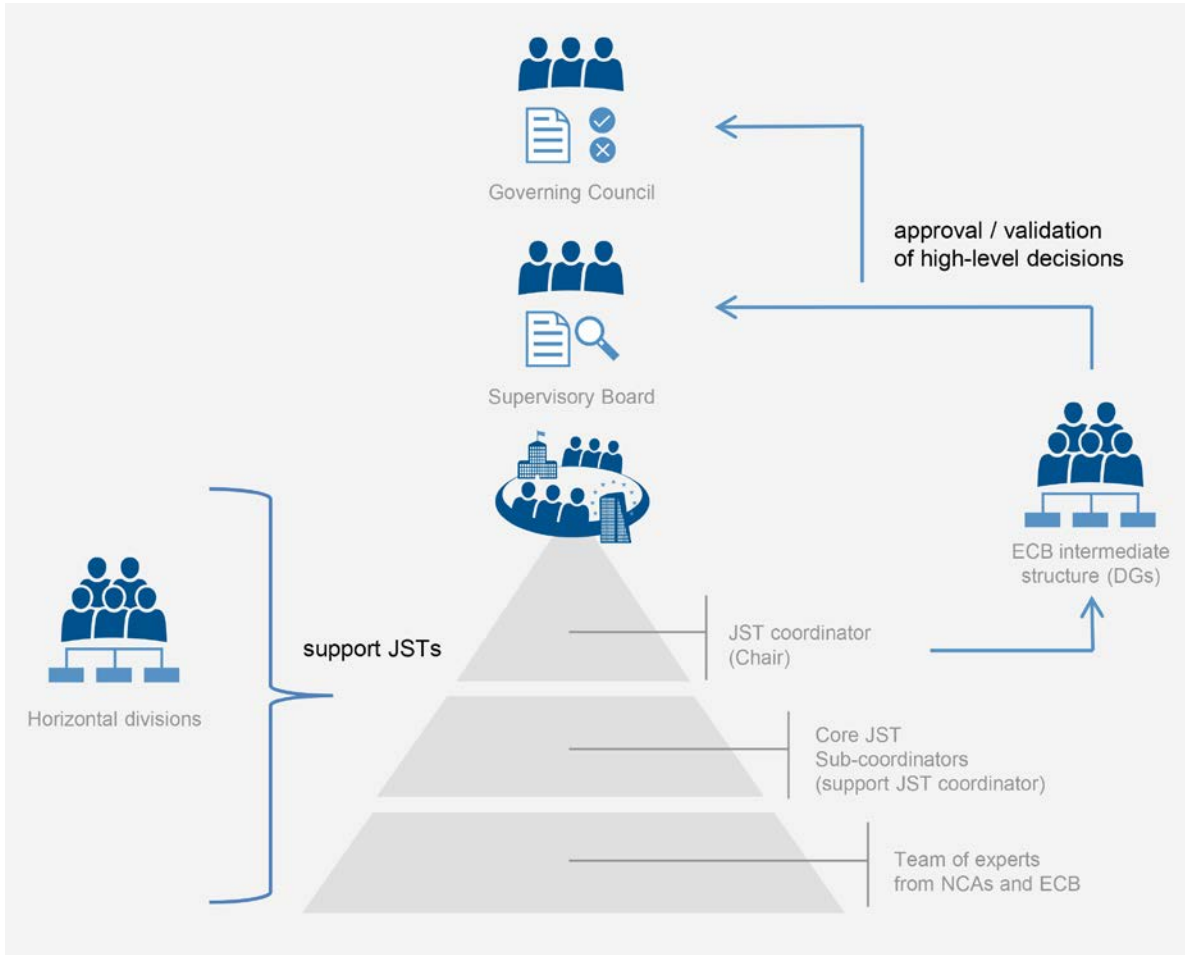 Governing Council
approval / validation
of high-level decisions
Supervisory Board
ECB intermediate
structure (DGs)
support JSTs
JST coordinator
(Chair)
Horizontal divisions
Core JST
Sub-coordinators
(support JST coordinator)
Team of experts
from NCAs and ECB